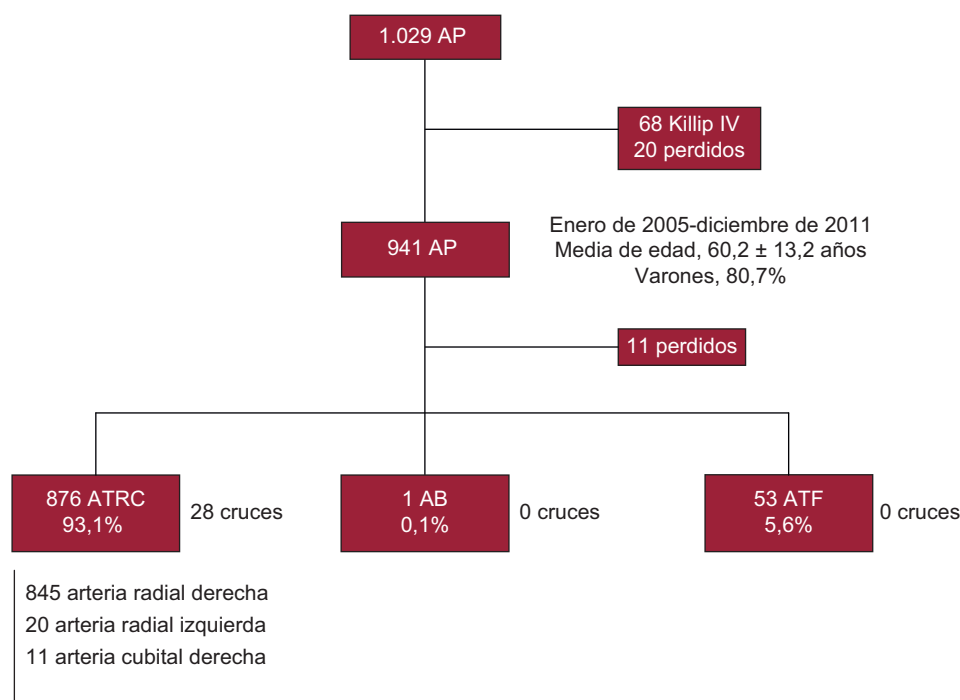 1.029 AP
68 Killip IV
20 perdidos
941 AP
Enero de 2005-diciembre de 2011
Media de edad, 60,2 ± 13,2 años
Varones, 80,7%
11 perdidos
876 ATRC
93,1%
28 cruces
1 AB
0,1%
0 cruces
53 ATF
5,6%
0 cruces
845 arteria radial derecha
20 arteria radial izquierda
11 arteria cubital derecha